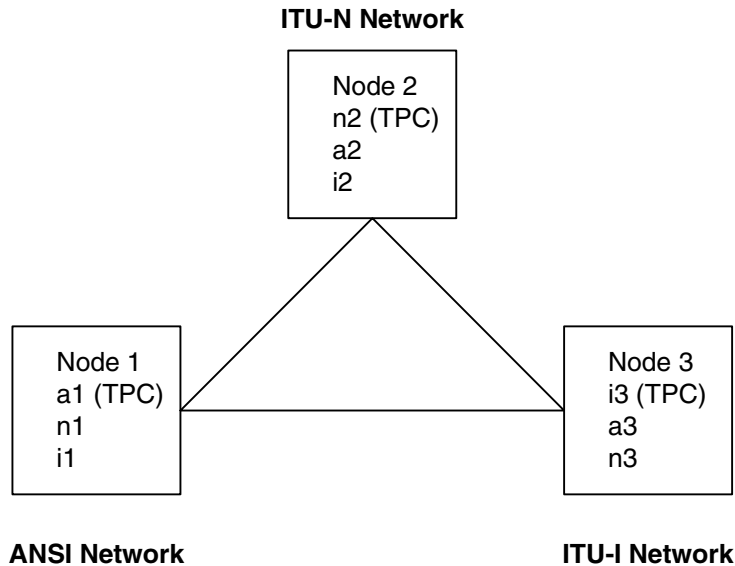 ITU-N Network
Node 2
n2 (TPC)
a2
i2
Node 1
a1 (TPC)
n1
i1
Node 3
i3 (TPC)
a3
n3
ANSI Network
ITU-I Network